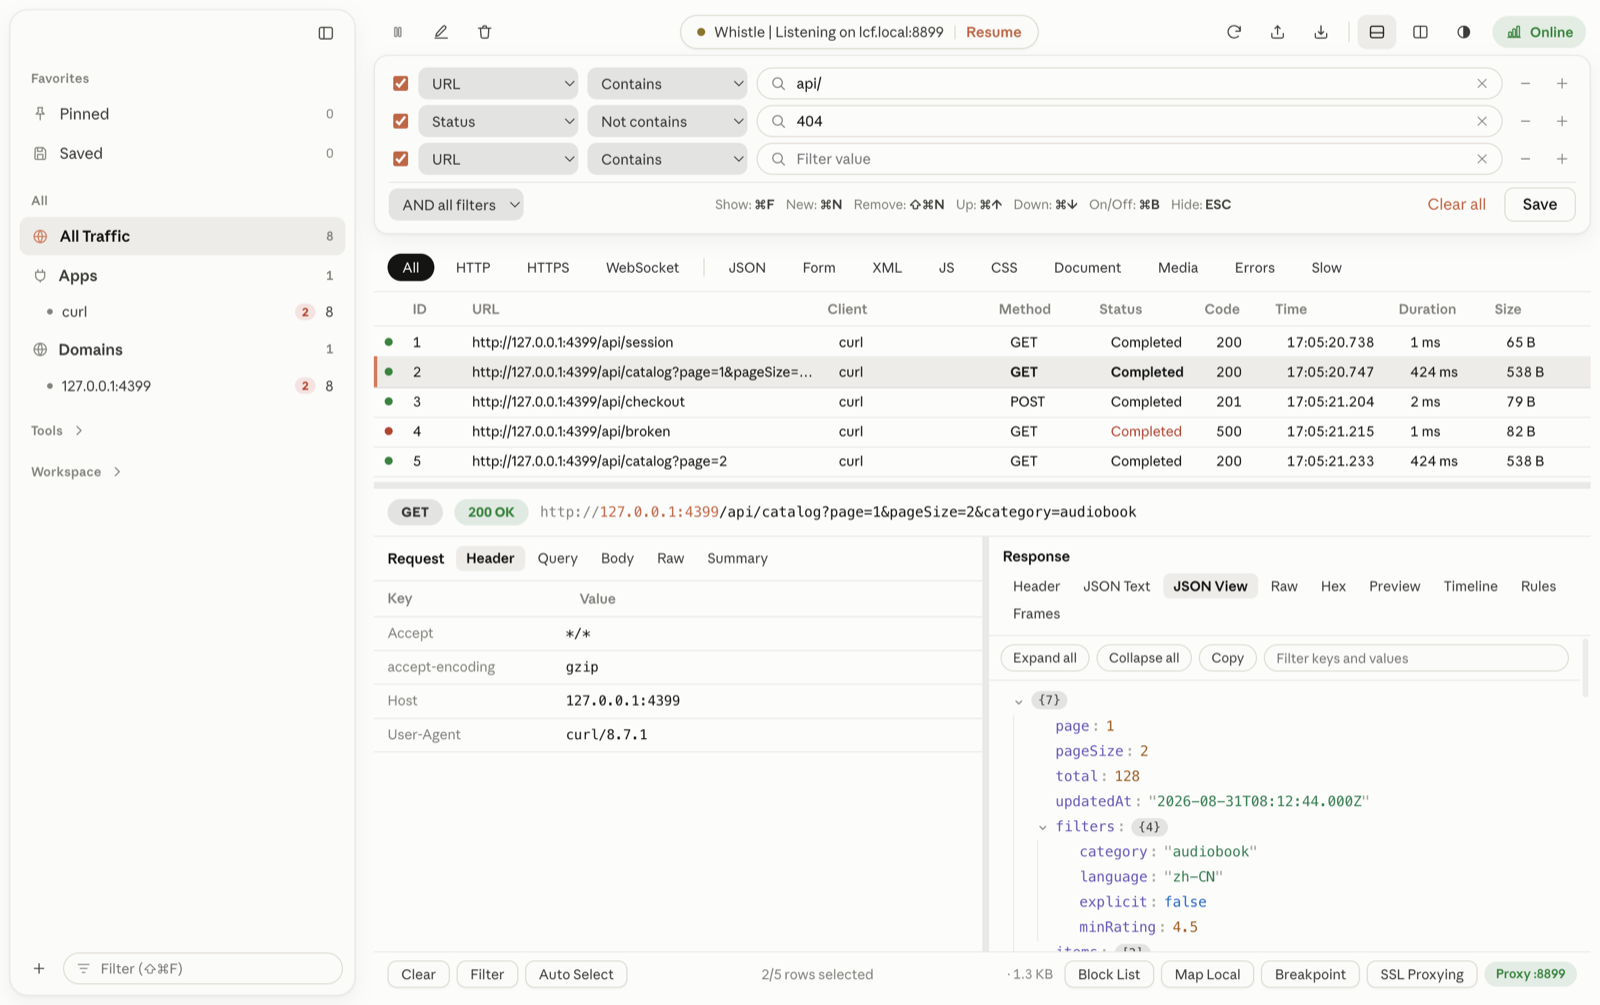 Favorites
Pinned 0
Saved 0
All
All Traffic 8
Apps 1
curl 2 8
Domains 1
127.0.0.1:4399 2 8
Tools
Workspace
Filter (⇧⌘F)
Whistle | Listening on lcf.local:8899 Resume
Online
URL Contains api/
Status Not contains 404
URL Contains Filter value
AND all filters Show: ⌘F New: ⌘N Remove: ⇧⌘N Up: ⌘↑ Down: ⌘↓ On/Off: ⌘B Hide: ESC Clear all Save
All HTTP HTTPS WebSocket JSON Form XML JS CSS Document Media Errors Slow
ID URL Client Method Status Code Time Duration Size
1 http://127.0.0.1:4399/api/session curl GET Completed 200 17:05:20.738 1 ms 65 B
2 http://127.0.0.1:4399/api/catalog?page=1&pageSize=... curl GET Completed 200 17:05:20.747 424 ms 538 B
3 http://127.0.0.1:4399/api/checkout curl POST Completed 201 17:05:21.204 2 ms 79 B
4 http://127.0.0.1:4399/api/broken curl GET Completed 500 17:05:21.215 1 ms 82 B
5 http://127.0.0.1:4399/api/catalog?page=2 curl GET Completed 200 17:05:21.233 424 ms 538 B
GET 200 OK http://127.0.0.1:4399/api/catalog?page=1&pageSize=2&category=audiobook
Request Header Query Body Raw Summary
Key Value
Accept */*
accept-encoding gzip
Host 127.0.0.1:4399
User-Agent curl/8.7.1
Response
Header JSON Text JSON View Raw Hex Preview Timeline Rules
Frames
Expand all Collapse all Copy Filter keys and values
{7}
page: 1
pageSize: 2
total: 128
updatedAt: "2026-08-31T08:12:44.000Z"
filters: {4}
category: "audiobook"
language: "zh-CN"
explicit: false
minRating: 4.5
items: {2}
Clear Filter Auto Select 2/5 rows selected · 1.3 KB Block List Map Local Breakpoint SSL Proxying Proxy :8899